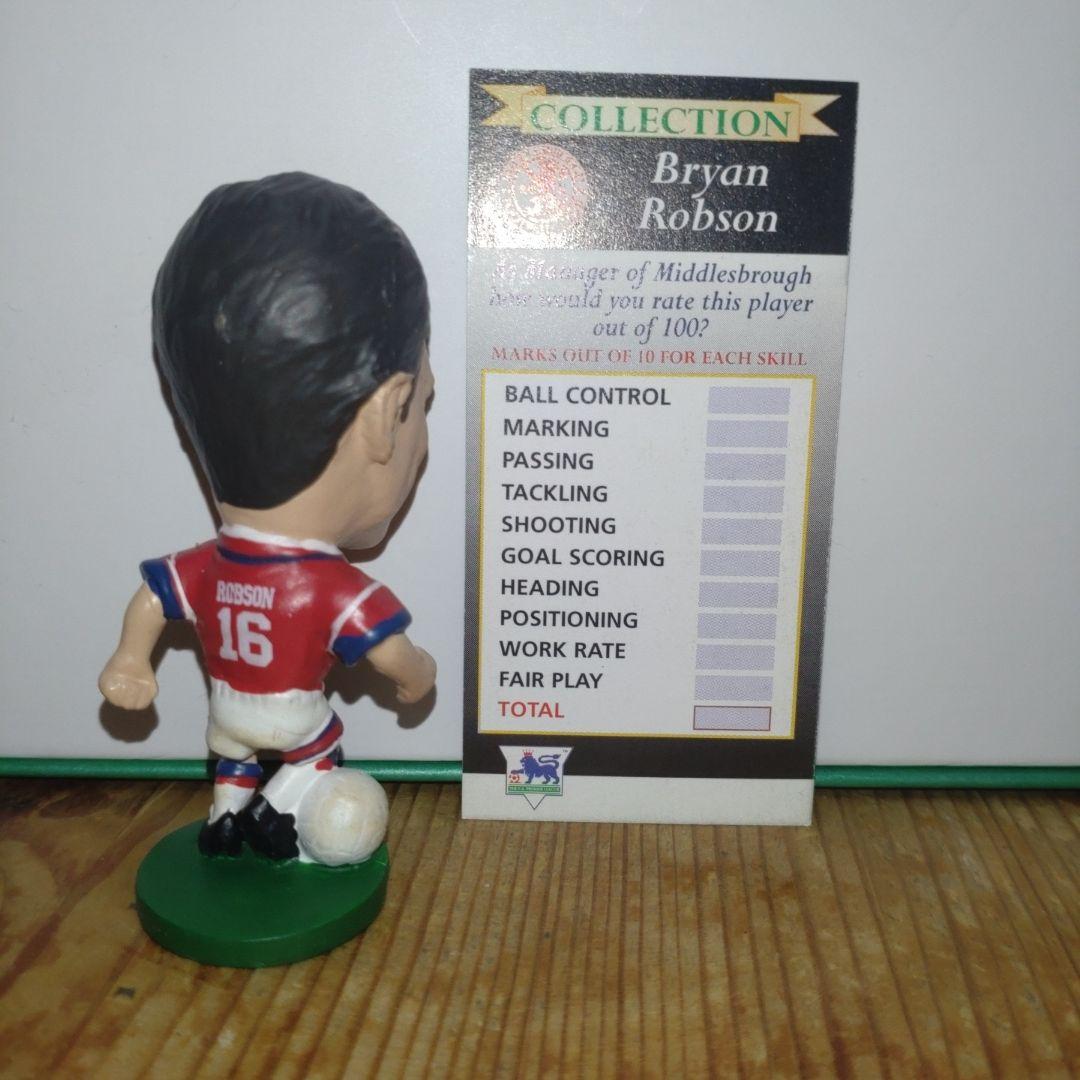 COLLECTION
Bryan
Robson
As Manager of Middlesbrough
how would you rate this player
out of 100?
MARKS OUT OF 10 FOR EACH SKILL
BALL CONTROL
MARKING
PASSING
TACKLING
SHOOTING
GOAL SCORING
HEADING
POSITIONING
WORK RATE
FAIR PLAY
TOTAL
ROBSON
16